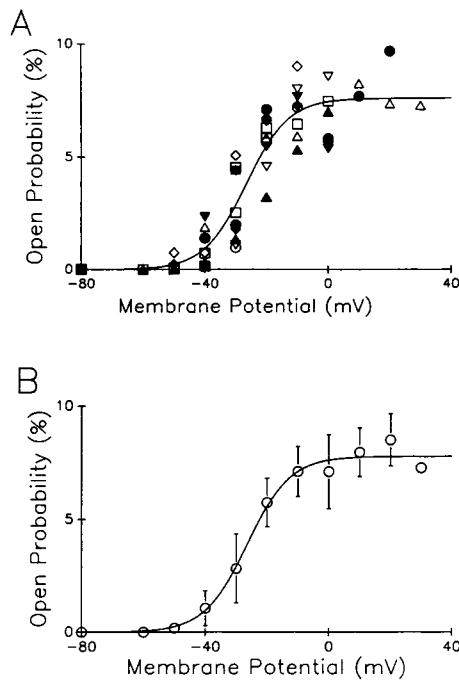 A
10
5
0
Open Probability (%)
-80 -40 0 40
Membrane Potential (mV)
B
10
5
0
Open Probability (%)
-80 -40 0 40
Membrane Potential (mV)